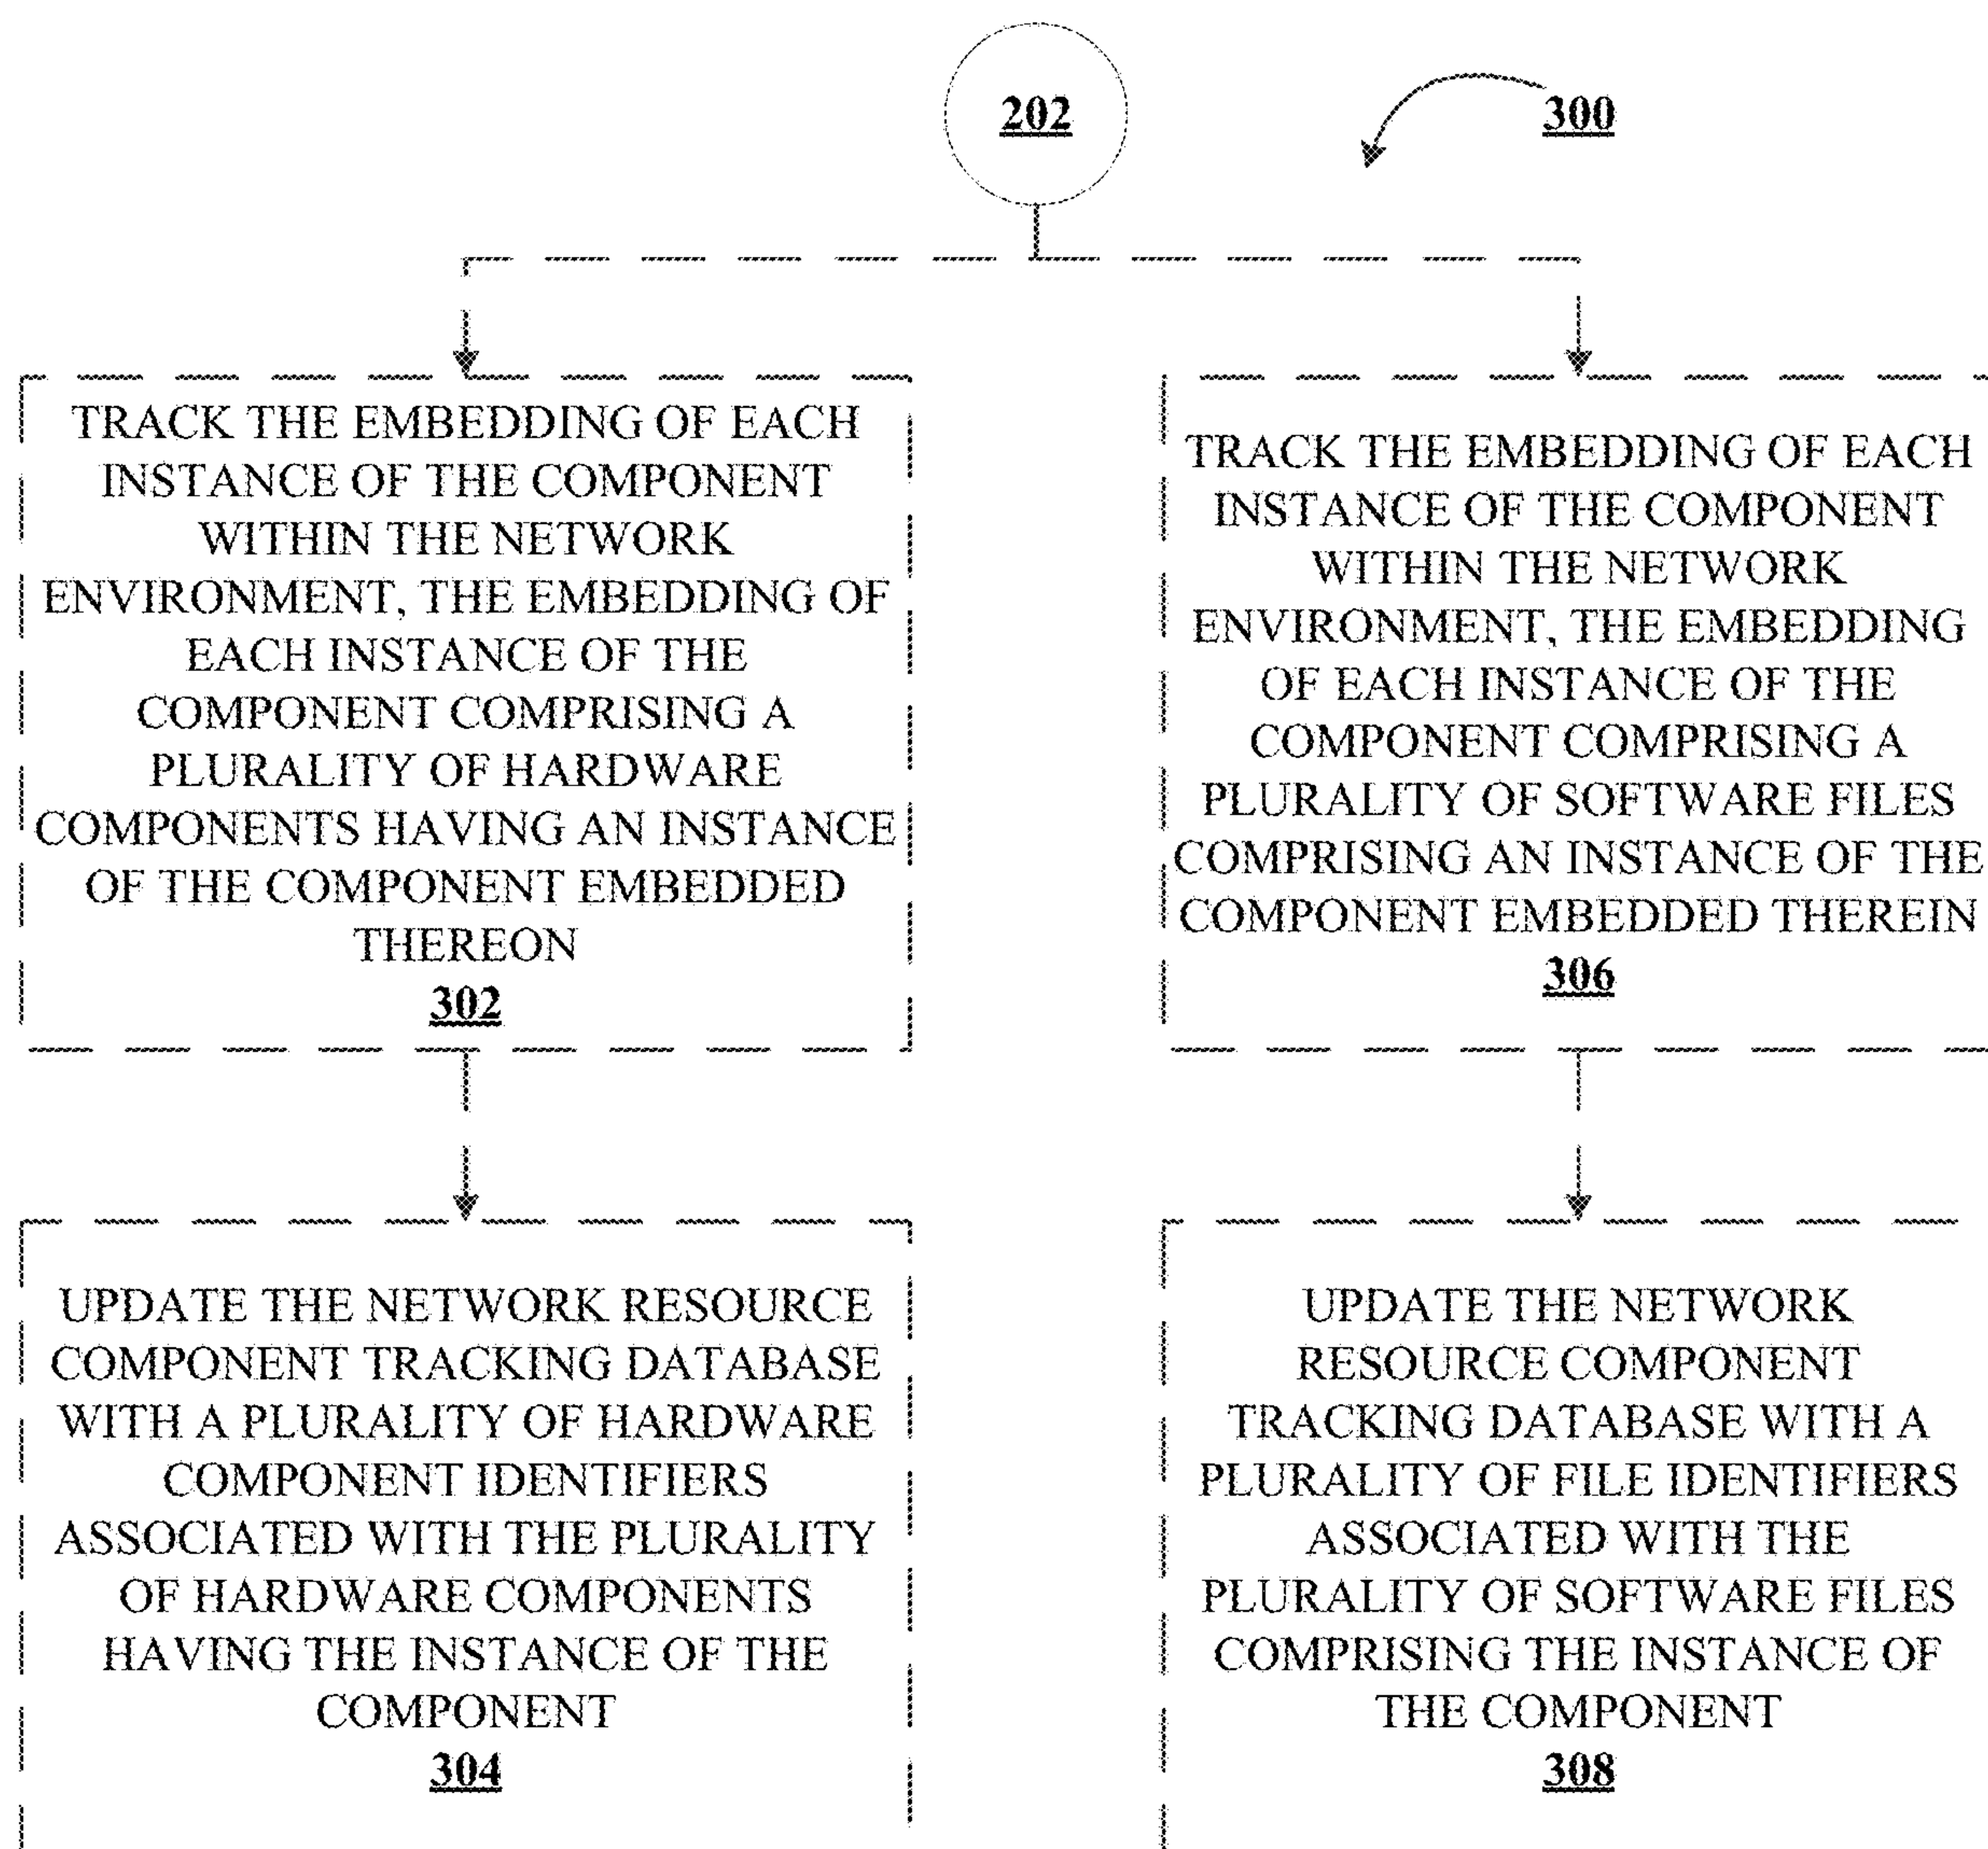 202
300
TRACK THE EMBEDDING OF EACH
INSTANCE OF THE COMPONENT
WITHIN THE NETWORK
ENVIRONMENT, THE EMBEDDING OF
EACH INSTANCE OF THE
COMPONENT COMPRISING A
PLURALITY OF HARDWARE
COMPONENTS HAVING AN INSTANCE
OF THE COMPONENT EMBEDDED
THEREON
302
TRACK THE EMBEDDING OF EACH
INSTANCE OF THE COMPONENT
WITHIN THE NETWORK
ENVIRONMENT, THE EMBEDDING
OF EACH INSTANCE OF THE
COMPONENT COMPRISING A
PLURALITY OF SOFTWARE FILES
COMPRISING AN INSTANCE OF THE
COMPONENT EMBEDDED THEREIN
306
UPDATE THE NETWORK RESOURCE
COMPONENT TRACKING DATABASE
WITH A PLURALITY OF HARDWARE
COMPONENT IDENTIFIERS
ASSOCIATED WITH THE PLURALITY
OF HARDWARE COMPONENTS
HAVING THE INSTANCE OF THE
COMPONENT
304
UPDATE THE NETWORK
RESOURCE COMPONENT
TRACKING DATABASE WITH A
PLURALITY OF FILE IDENTIFIERS
ASSOCIATED WITH THE
PLURALITY OF SOFTWARE FILES
COMPRISING THE INSTANCE OF
THE COMPONENT
308